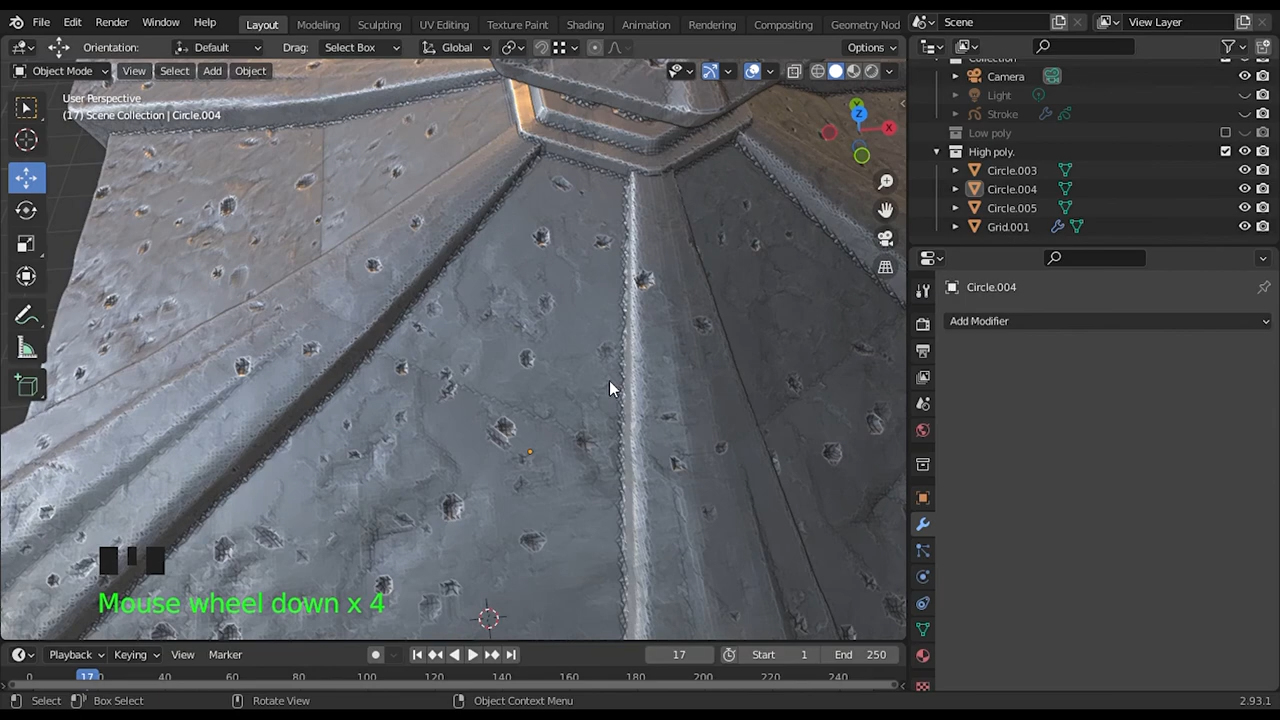 File Edit Render Window Help Layout Modeling Sculpting UV Editing Texture Paint Shading Animation Rendering Compositing Geometry Nod Scene View Layer
Orientation: Default Drag: Select Box Global Options
Object Mode View Select Add Object
User Perspective
(17) Scene Collection | Circle.004
Z
X
Camera
Light
Stroke
Low poly
High poly.
Circle.003
Circle.004
Circle.005
Grid.001
Circle.004
Add Modifier
Mouse wheel down x 4
Playback Keying View Marker 17 Start 1 End 250
0 17 40 60 80 100 120 140 160 180 200 220 240
Select Box Select Rotate View Object Context Menu 2.93.1